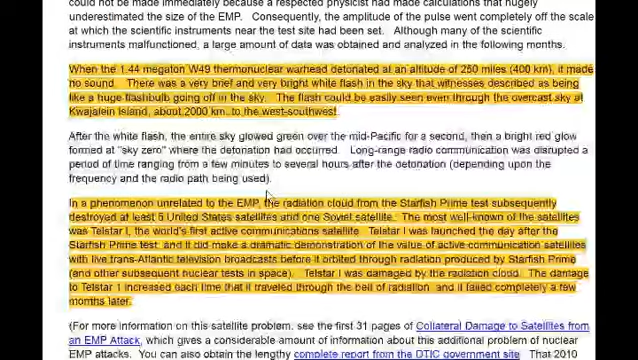 could not be made immediately because a respected physicist had made calculations that hugely
underestimated the size of the EMP. Consequently, the amplitude of the pulse went completely off the scale
at which the scientific instruments near the test site had been set. Although many of the scientific
instruments malfunctioned, a large amount of data was obtained and analyzed in the following months.
When the 1.44 megaton W49 thermonuclear warhead detonated at an altitude of 250 miles (400 km), it made
no sound. There was a very brief and very bright white flash in the sky that witnesses described as being
like a huge flashbulb going off in the sky. The flash could be easily seen even through the overcast sky at
Kwajalein Island, about 2000 km. to the west-southwest.
After the white flash, the entire sky glowed green over the mid-Pacific for a second, then a bright red glow
formed at "sky zero" where the detonation had occurred. Long-range radio communication was disrupted a
period of time ranging from a few minutes to several hours after the detonation (depending upon the
frequency and the radio path being used).
In a phenomenon unrelated to the EMP, the radiation cloud from the Starfish Prime test subsequently
destroyed at least 5 United States satellites and one Soviet satellite. The most well-known of the satellites
was Telstar I, the world's first active communications satellite. Telstar I was launched the day after the
Starfish Prime test, and it did make a dramatic demonstration of the value of active communication satellites
with live trans-Atlantic television broadcasts before it orbited through radiation produced by Starfish Prime
(and other subsequent nuclear tests in space). Telstar I was damaged by the radiation cloud. The damage
to Telstar 1 increased each time that it traveled through the belt of radiation, and it failed completely a few
months later.
(For more information on this satellite problem, see the first 31 pages of Collateral Damage to Satellites from
an EMP Attack, which gives a considerable amount of information about this additional problem of nuclear
EMP attacks. You can also obtain the lengthy complete report from the DTIC government site. That 2010